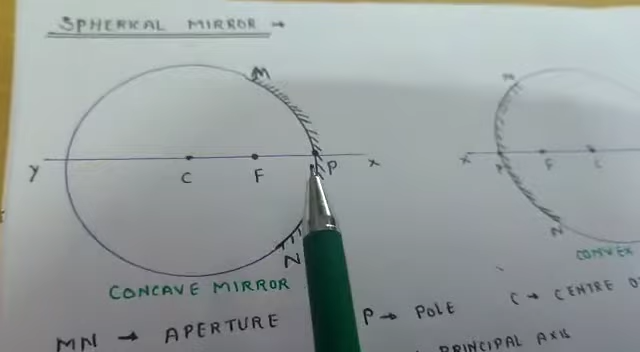 SPHERICAL MIRROR →
M
M
Y C F P X
X F C
N
N
CONCAVE MIRROR
CONVEX
MN → APERTURE P → POLE C → CENTRE O
PRINCIPAL AXIS